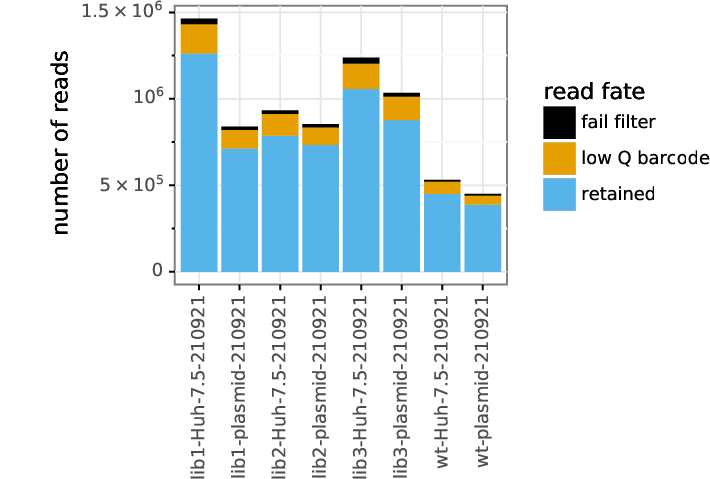 number of reads
1.5 × 10⁶
10⁶
5 × 10⁵
0
lib1-Huh-7.5-210921
lib1-plasmid-210921
lib2-Huh-7.5-210921
lib2-plasmid-210921
lib3-Huh-7.5-210921
lib3-plasmid-210921
wt-Huh-7.5-210921
wt-plasmid-210921
read fate
fail filter
low Q barcode
retained